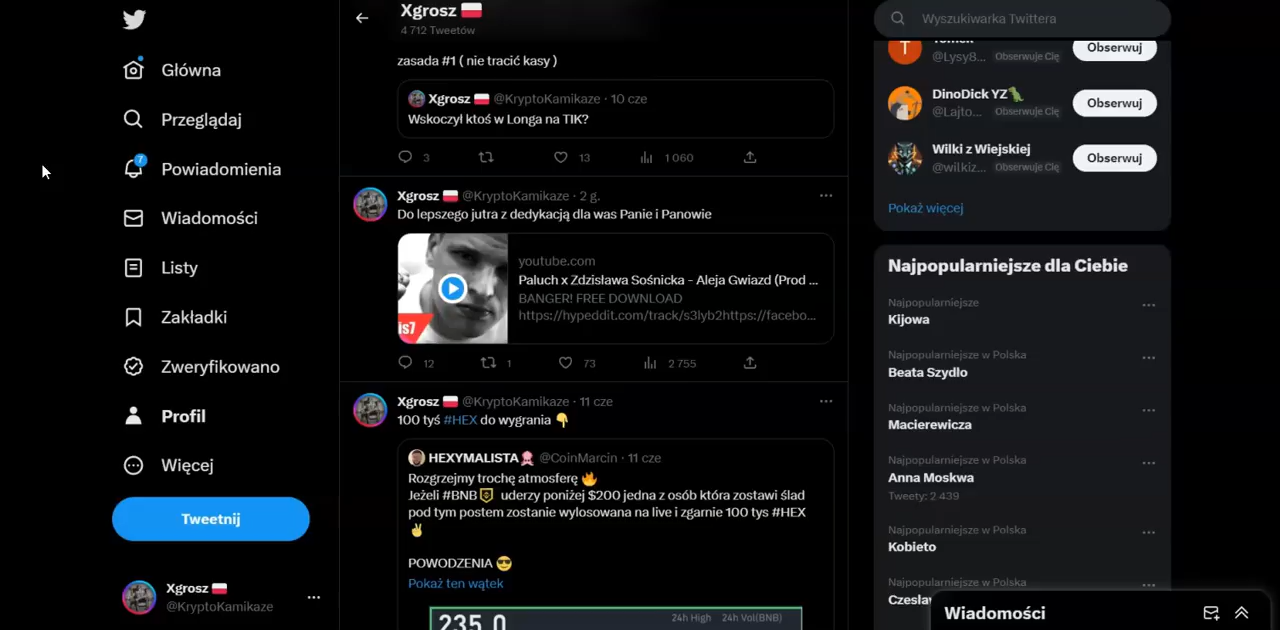 Główna
Przeglądaj
7
Powiadomienia
Wiadomości
Listy
Zakładki
Zweryfikowano
Profil
Więcej
Tweetnij
Xgrosz 🇵🇱
@KryptoKamikaze
Xgrosz 🇵🇱
4 712 Tweetów
zasada #1 ( nie tracić kasy )
Xgrosz 🇵🇱 @KryptoKamikaze · 10 cze
Wskoczył ktoś w Longa na TIK?
3 13 1 060
Xgrosz 🇵🇱 @KryptoKamikaze · 2 g.
Do lepszego jutra z dedykacją dla was Panie i Panowie
is7
youtube.com
Paluch x Zdzisława Sośnicka - Aleja Gwiazd (Prod ...
BANGER! FREE DOWNLOAD
https://hypeddit.com/track/s3lyb2https://facebo...
12 1 73 2 755
Xgrosz 🇵🇱 @KryptoKamikaze · 11 cze
100 tyś #HEX do wygrania 👇
HEXYMALISTA @CoinMarcin · 11 cze
Rozgrzejmy trochę atmosferę 🔥
Jeżeli #BNB uderzy poniżej $200 jedna z osób która zostawi ślad
pod tym postem zostanie wylosowana na live i zgarnie 100 tys #HEX
✌
POWODZENIA 😎
Pokaż ten wątek
235.0
24h High 24h Vol(BNB)
Wyszukiwarka Twittera
T
@Lysy8... Obserwuje Cię
Obserwuj
DinoDick YZ🦖
@Lajto... Obserwuje Cię
Obserwuj
Wilki z Wiejskiej
@wilkiz... Obserwuje Cię
Obserwuj
Pokaż więcej
Najpopularniejsze dla Ciebie
Najpopularniejsze
Kijowa
Najpopularniejsze w Polska
Beata Szydlo
Najpopularniejsze w Polska
Macierewicza
Najpopularniejsze w Polska
Anna Moskwa
Tweety: 2 439
Najpopularniejsze w Polska
Kobieto
Najpopularniejsze w Polska
Wiadomości